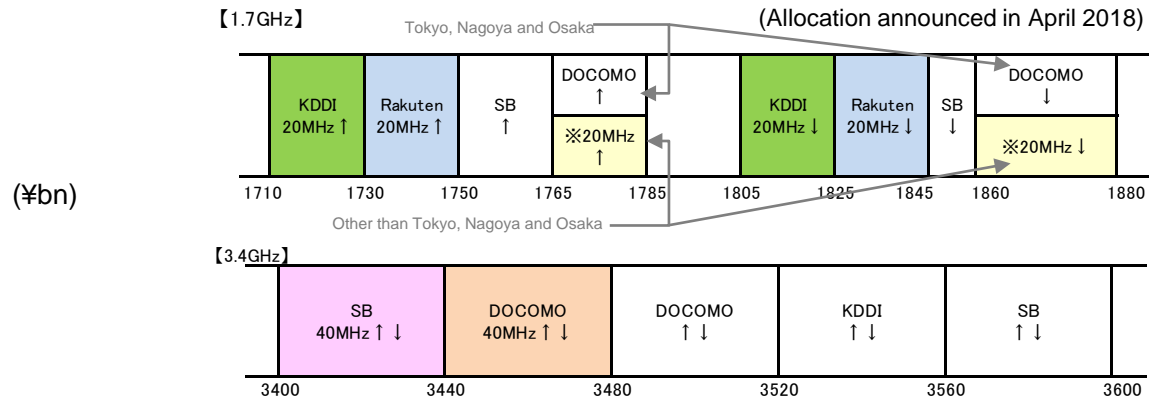 【1.7GHz】
(Allocation announced in April 2018)
Tokyo, Nagoya and Osaka
KDDI
20MHz ↑
Rakuten
20MHz ↑
SB
↑
DOCOMO
↑
※20MHz
↑
KDDI
20MHz ↓
Rakuten
20MHz ↓
SB
↓
DOCOMO
↓
※20MHz ↓
1710 1730 1750 1765 1785 1805 1825 1845 1860 1880
(¥bn)
Other than Tokyo, Nagoya and Osaka
【3.4GHz】
SB
40MHz ↑ ↓
DOCOMO
40MHz ↑ ↓
DOCOMO
↑ ↓
KDDI
↑ ↓
SB
↑ ↓
3400 3440 3480 3520 3560 3600